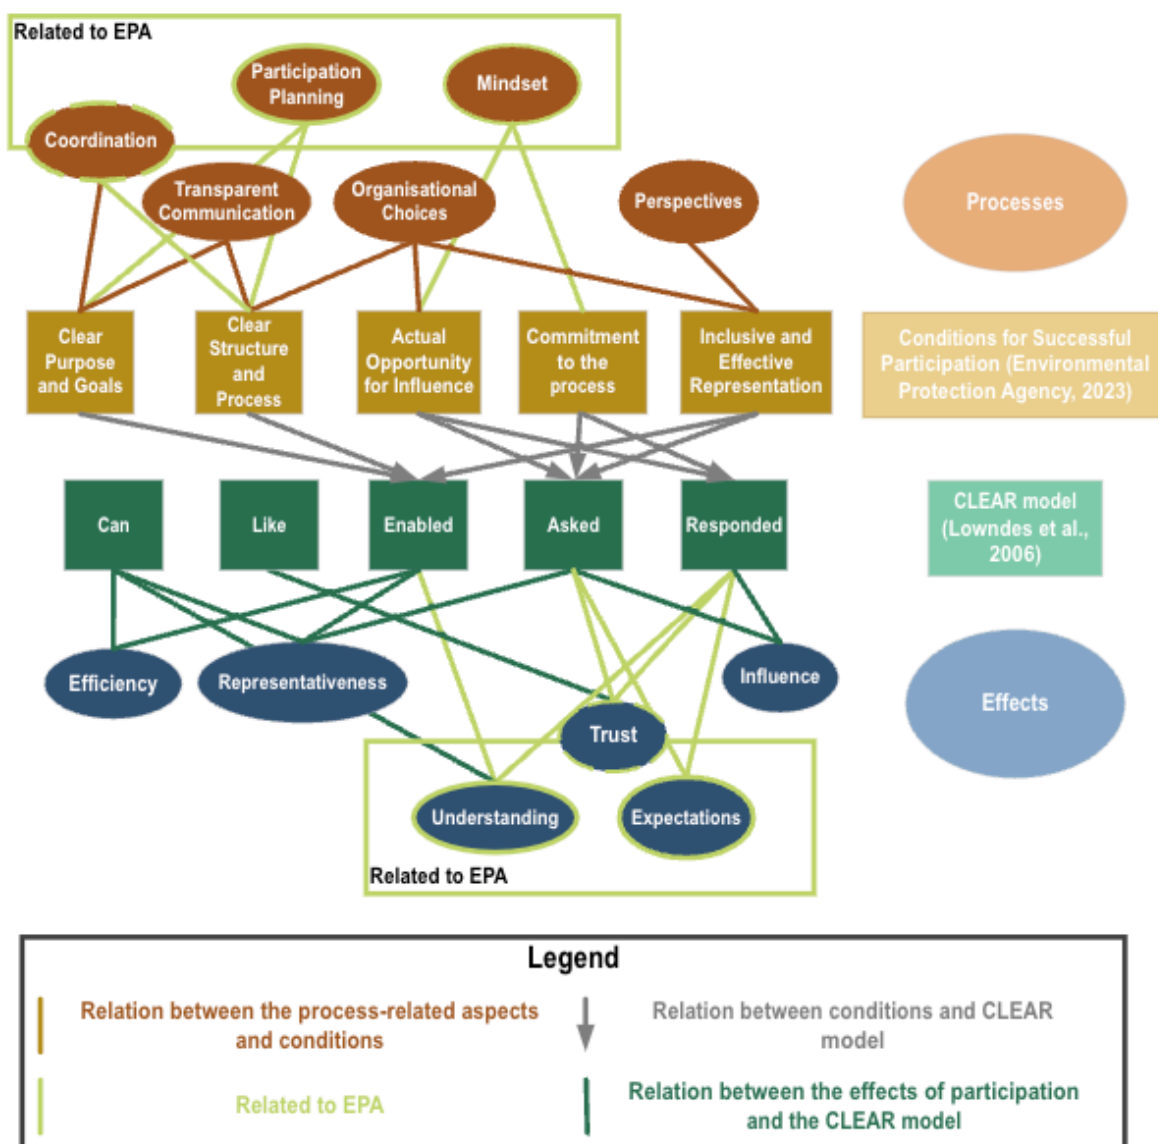 Related to EPA
Participation
Planning
Mindset
Coordination
Transparent
Communication
Organisational
Choices
Perspectives
Processes
Clear
Purpose
and Goals
Clear
Structure
and
Process
Actual
Opportunity
for Influence
Commitment
to the
process
Inclusive and
Effective
Representation
Conditions for Successful
Participation (Environmental
Protection Agency, 2023)
Can
Like
Enabled
Asked
Responded
CLEAR model
(Lowndes et al.,
2006)
Efficiency
Representativeness
Influence
Effects
Trust
Understanding
Expectations
Related to EPA
Legend
Relation between the process-related aspects
and conditions
Relation between conditions and CLEAR
model
Related to EPA
Relation between the effects of participation
and the CLEAR model